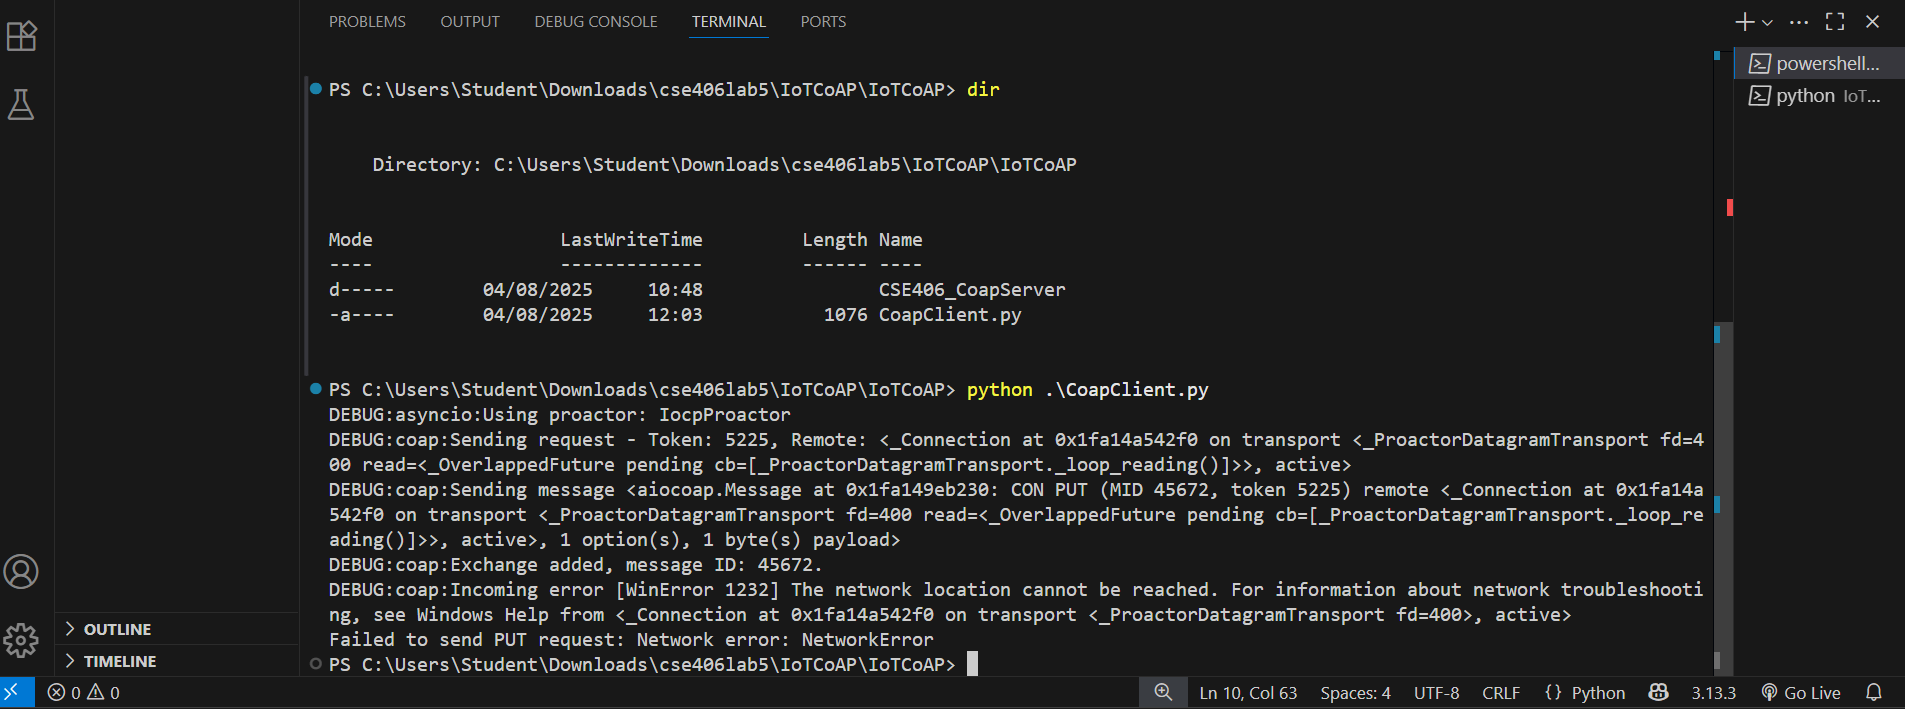 PROBLEMS OUTPUT DEBUG CONSOLE TERMINAL PORTS
powershell...
python IoT...
PS C:\Users\Student\Downloads\cse406lab5\IoTCoAP\IoTCoAP> dir
Directory: C:\Users\Student\Downloads\cse406lab5\IoTCoAP\IoTCoAP
Mode LastWriteTime Length Name
---- ------------- ------ ----
d----- 04/08/2025 10:48 CSE406_CoapServer
-a---- 04/08/2025 12:03 1076 CoapClient.py
PS C:\Users\Student\Downloads\cse406lab5\IoTCoAP\IoTCoAP> python .\CoapClient.py
DEBUG:asyncio:Using proactor: IocpProactor
DEBUG:coap:Sending request - Token: 5225, Remote: <_Connection at 0x1fa14a542f0 on transport <_ProactorDatagramTransport fd=4
00 read=<_OverlappedFuture pending cb=[_ProactorDatagramTransport._loop_reading()]>>, active>
DEBUG:coap:Sending message <aiocoap.Message at 0x1fa149eb230: CON PUT (MID 45672, token 5225) remote <_Connection at 0x1fa14a
542f0 on transport <_ProactorDatagramTransport fd=400 read=<_OverlappedFuture pending cb=[_ProactorDatagramTransport._loop_re
ading()]>>, active>, 1 option(s), 1 byte(s) payload>
DEBUG:coap:Exchange added, message ID: 45672.
DEBUG:coap:Incoming error [WinError 1232] The network location cannot be reached. For information about network troubleshooti
ng, see Windows Help from <_Connection at 0x1fa14a542f0 on transport <_ProactorDatagramTransport fd=400>, active>
Failed to send PUT request: Network error: NetworkError
PS C:\Users\Student\Downloads\cse406lab5\IoTCoAP\IoTCoAP>
OUTLINE
TIMELINE
0 0 Ln 10, Col 63 Spaces: 4 UTF-8 CRLF {} Python 3.13.3 Go Live